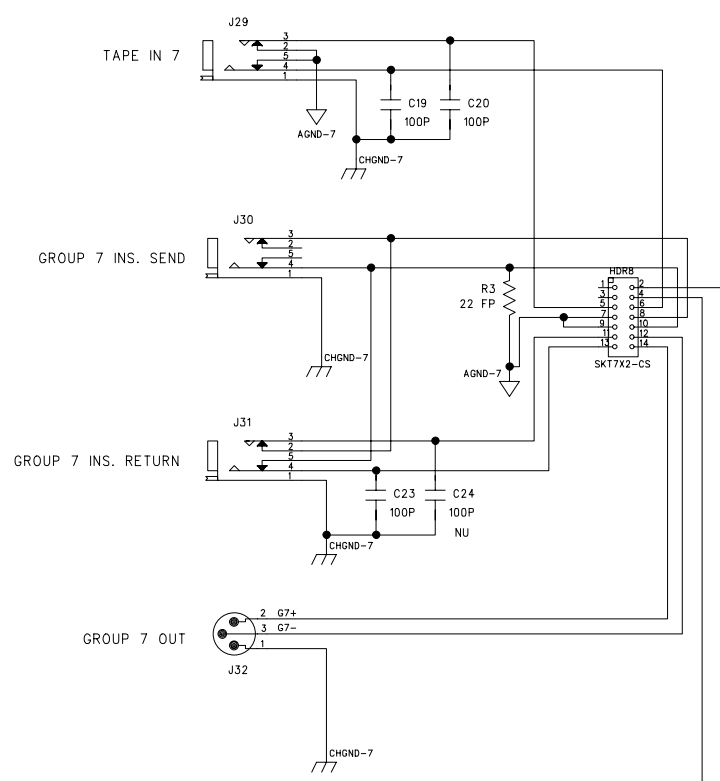 J29
TAPE IN 7
3
2
5
4
1
C19
100P
C20
100P
AGND-7
CHGND-7
J30
GROUP 7 INS. SEND
3
2
5
4
1
R3
22 FP
HDR8
1 2
3 4
5 6
7 8
9 10
11 12
13 14
SKT7X2-CS
CHGND-7
AGND-7
J31
GROUP 7 INS. RETURN
3
2
5
4
1
C23
100P
C24
100P
NU
CHGND-7
GROUP 7 OUT
2 G7+
3 G7-
1
J32
CHGND-7